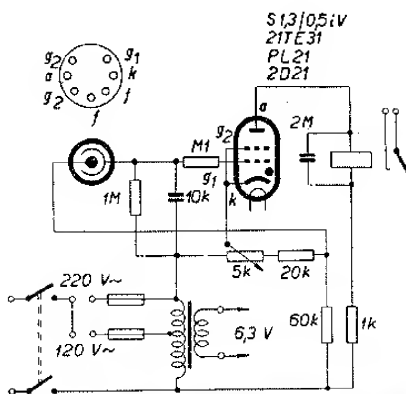 S1,3/0,5iV
21TE31
PL21
2D21
g2
g1
a
k
g2
f
f
a
M1
g2
2M
g1
k
1M
10k
5k
20k
220 V~
120 V~
6,3 V
60k
1k